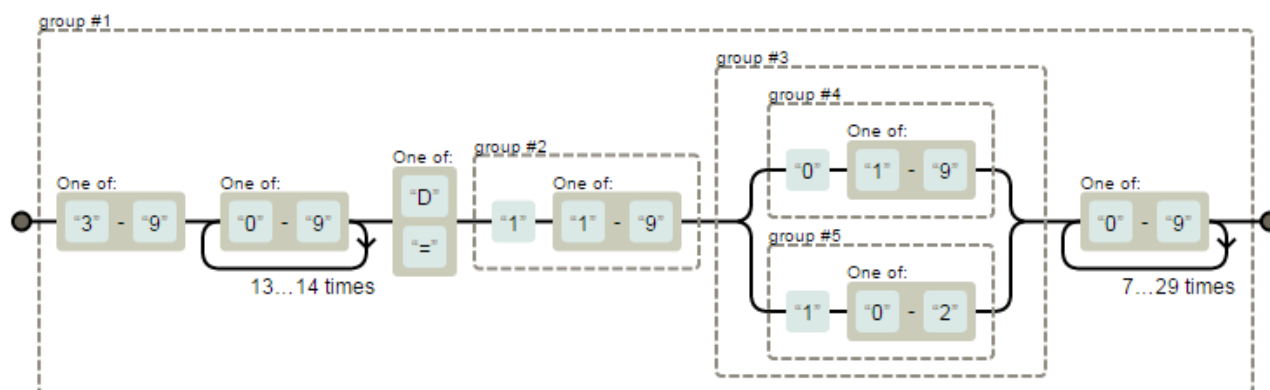 group #1
One of:
“3” - “9”
One of:
“0” - “9”
13...14 times
One of:
“D”
“=”
group #2
“1”
One of:
“1” - “9”
group #3
group #4
“0”
One of:
“1” - “9”
group #5
“1”
One of:
“0” - “2”
One of:
“0” - “9”
7...29 times